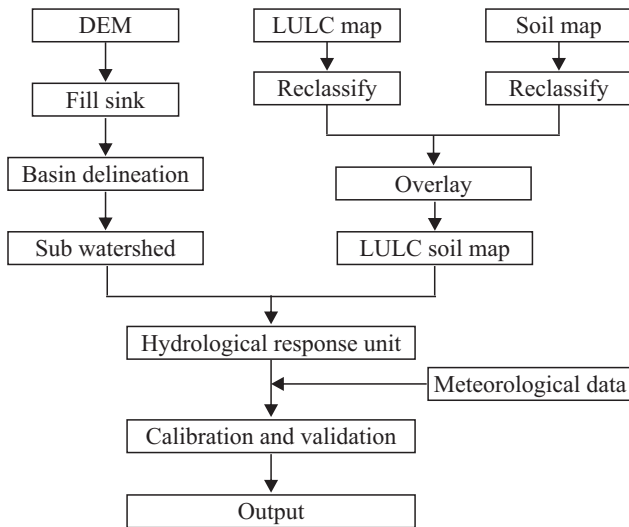 DEM
LULC map
Soil map
Fill sink
Reclassify
Reclassify
Basin delineation
Overlay
Sub watershed
LULC soil map
Hydrological response unit
Meteorological data
Calibration and validation
Output